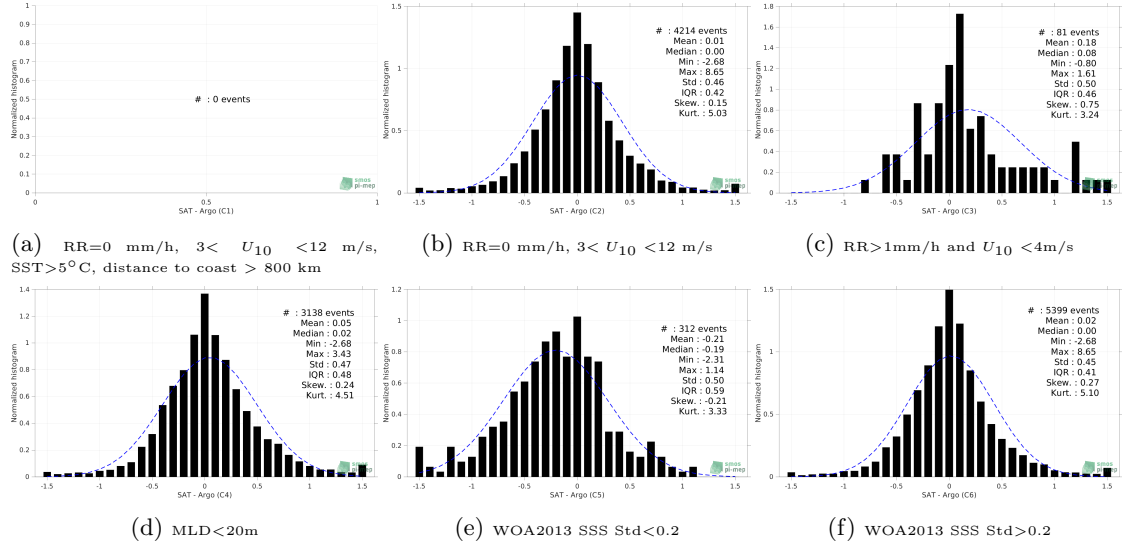 1
0.9
0.8
0.7
0.6
0.5
0.4
0.3
0.2
0.1
0
Normalized histogram
# : 0 events
smos
pi-mep
0 0.5 1
SAT - Argo (C1)
(a) RR=0 mm/h, 3< U10 <12 m/s,
SST>5°C, distance to coast > 800 km
1.5
1
0.5
0
Normalized histogram
# : 4214 events
Mean : 0.01
Median : 0.00
Min : -2.68
Max : 8.65
Std : 0.46
IQR : 0.42
Skew. : 0.15
Kurt. : 5.03
smos
pi-mep
-1.5 -1 -0.5 0 0.5 1 1.5
SAT - Argo (C2)
(b) RR=0 mm/h, 3< U10 <12 m/s
1.8
1.6
1.4
1.2
1
0.8
0.6
0.4
0.2
0
Normalized histogram
# : 81 events
Mean : 0.18
Median : 0.08
Min : -0.80
Max : 1.61
Std : 0.50
IQR : 0.46
Skew. : 0.75
Kurt. : 3.24
-1.5 -1 -0.5 0 0.5 1 1.5
SAT - Argo (C3)
(c) RR>1mm/h and U10 <4m/s
1.4
1.2
1
0.8
0.6
0.4
0.2
0
Normalized histogram
# : 3138 events
Mean : 0.05
Median : 0.02
Min : -2.68
Max : 3.43
Std : 0.47
IQR : 0.48
Skew. : 0.24
Kurt. : 4.51
smos
pi-mep
-1.5 -1 -0.5 0 0.5 1 1.5
SAT - Argo (C4)
(d) MLD<20m
1.2
1
0.8
0.6
0.4
0.2
0
Normalized histogram
# : 312 events
Mean : -0.21
Median : -0.19
Min : -2.31
Max : 1.14
Std : 0.50
IQR : 0.59
Skew. : -0.21
Kurt. : 3.33
smos
pi-mep
-1.5 -1 -0.5 0 0.5 1 1.5
SAT - Argo (C5)
(e) WOA2013 SSS Std<0.2
1.5
1
0.5
0
Normalized histogram
# : 5399 events
Mean : 0.02
Median : 0.00
Min : -2.68
Max : 8.65
Std : 0.45
IQR : 0.41
Skew. : 0.27
Kurt. : 5.10
smos
pi-mep
-1.5 -1 -0.5 0 0.5 1 1.5
SAT - Argo (C6)
(f) WOA2013 SSS Std>0.2